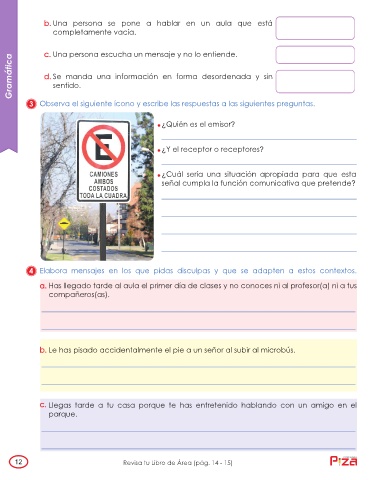 b. Una persona se pone a hablar en un aula que está
completamente vacía.
c. Una persona escucha un mensaje y no lo entiende.
d. Se manda una información en forma desordenada y sin
sentido.
Gramática
3 Observa el siguiente ícono y escribe las respuestas a las siguientes preguntas.
E
CAMIONES
AMBOS
COSTADOS
TODA LA CUADRA
• ¿Quién es el emisor?
• ¿Y el receptor o receptores?
• ¿Cuál sería una situación apropiada para que esta
señal cumpla la función comunicativa que pretende?
4 Elabora mensajes en los que pidas disculpas y que se adapten a estos contextos.
a. Has llegado tarde al aula el primer día de clases y no conoces ni al profesor(a) ni a tus
compañeros(as).
b. Le has pisado accidentalmente el pie a un señor al subir al microbús.
c. Llegas tarde a tu casa porque te has entretenido hablando con un amigo en el
parque.
12
Revisa tu Libro de Área (pág. 14 - 15)
PIZA